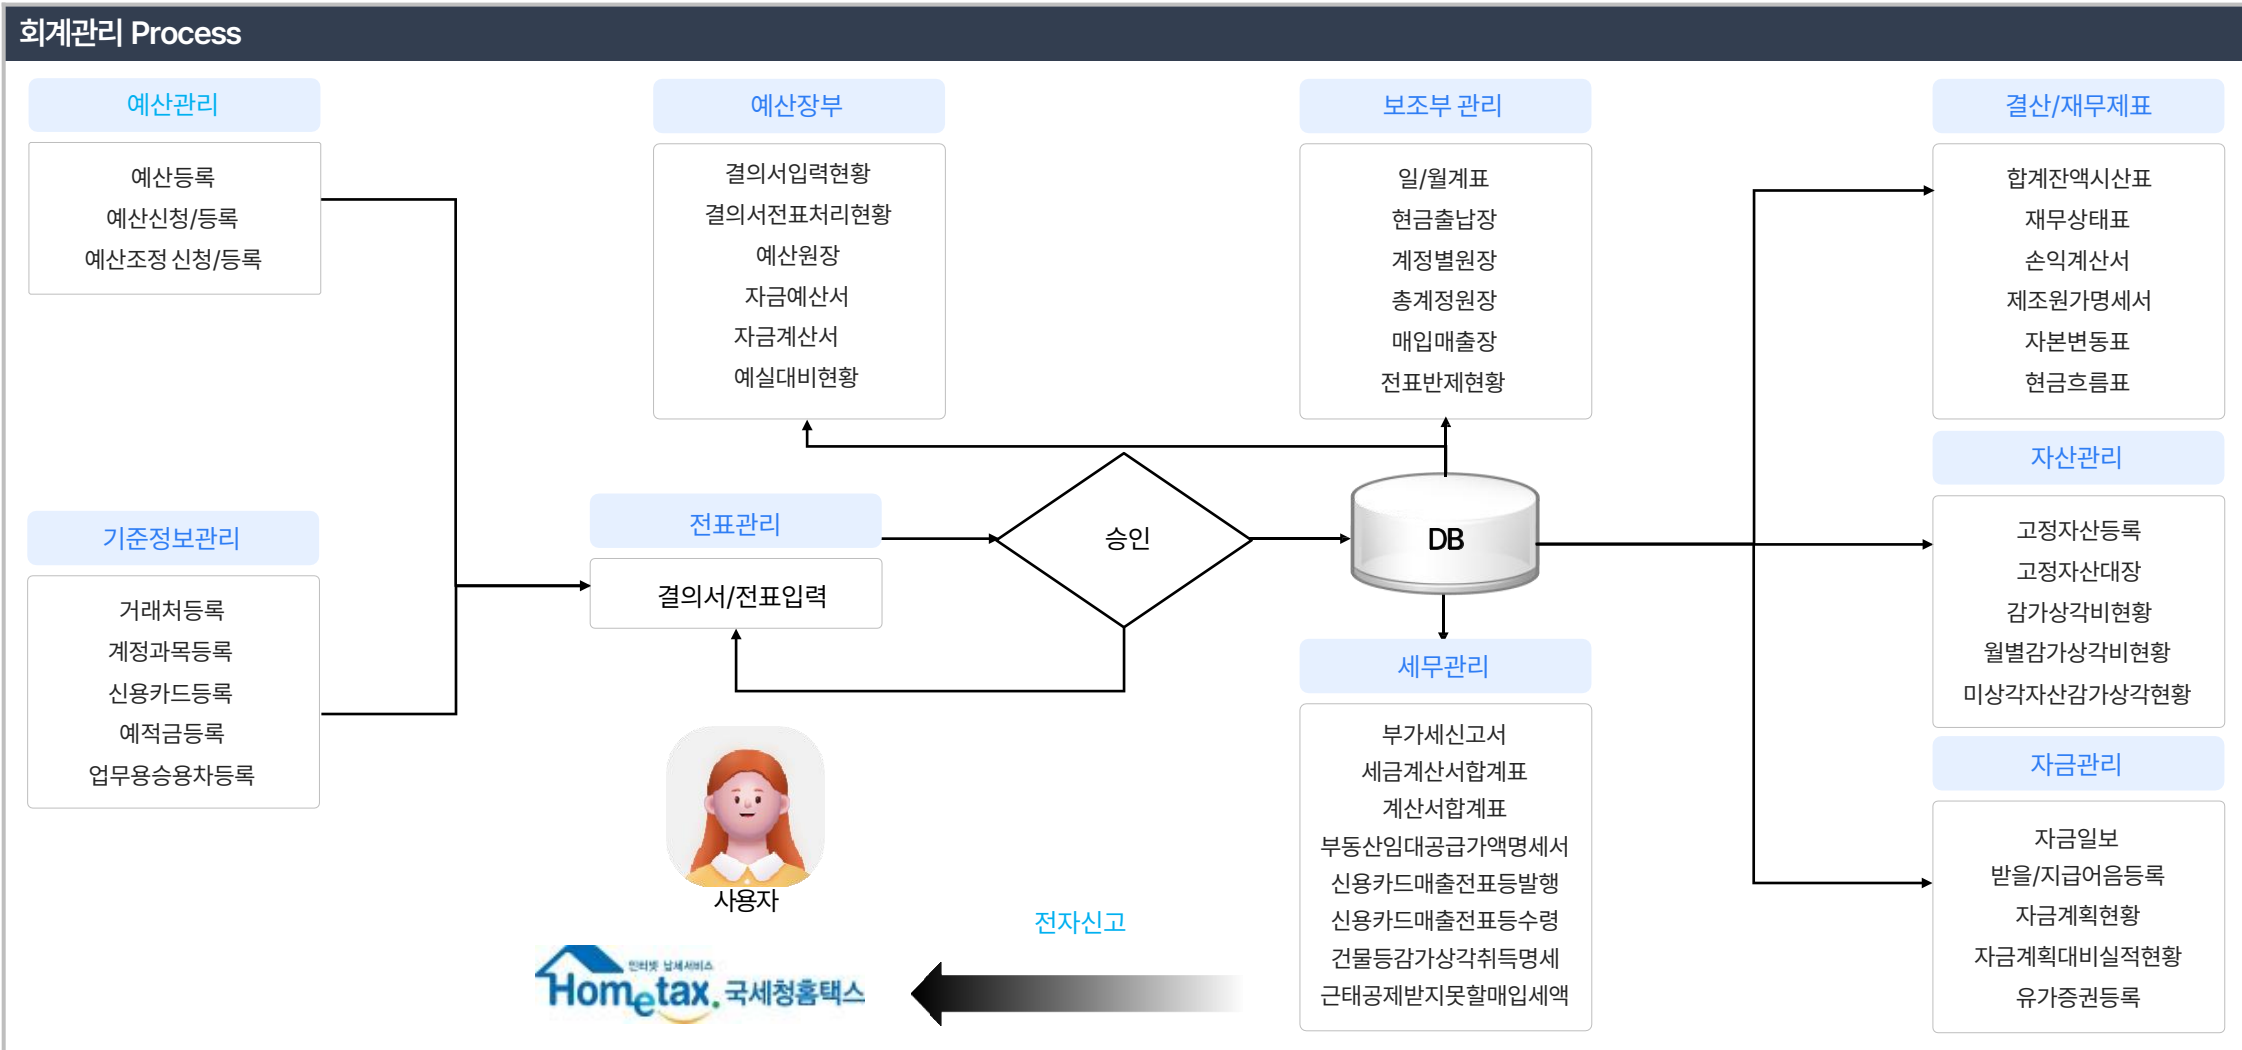 회계관리 Process
예산관리
예산등록
예산신청/등록
예산조정 신청/등록
기준정보관리
거래처등록
계정과목등록
신용카드등록
예적금등록
업무용승용차등록
예산장부
결의서입력현황
결의서전표처리현황
예산원장
자금예산서
자금계산서
예실대비현황
전표관리
결의서/전표입력
승인
DB
사용자
보조부 관리
일/월계표
현금출납장
계정별원장
총계정원장
매입매출장
전표반제현황
세무관리
부가세신고서
세금계산서합계표
계산서합계표
부동산임대공급가액명세서
신용카드매출전표등발행
신용카드매출전표등수령
건물등감가상각취득명세
근태공제받지못할매입세액
전자신고
인터넷 납세서비스
Hometax. 국세청홈택스
결산/재무제표
합계잔액시산표
재무상태표
손익계산서
제조원가명세서
자본변동표
현금흐름표
자산관리
고정자산등록
고정자산대장
감가상각비현황
월별감가상각비현황
미상각자산감가상각현황
자금관리
자금일보
받을/지급어음등록
자금계획현황
자금계획대비실적현황
유가증권등록